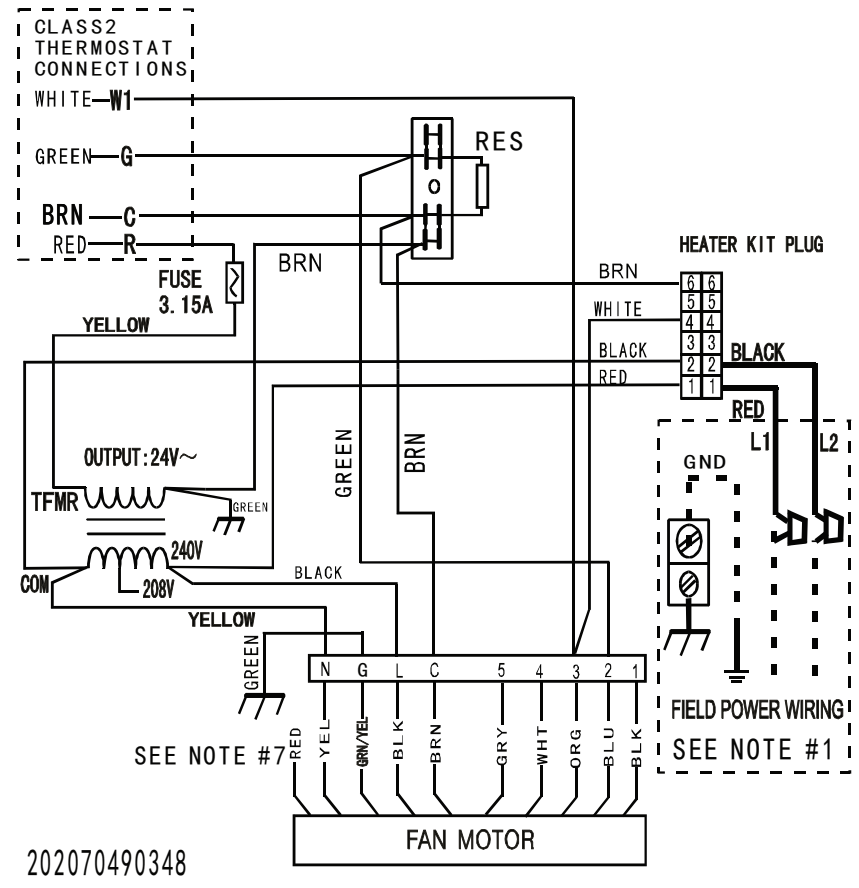 CLASS2
THERMOSTAT
CONNECTIONS
WHITE W1
GREEN G
BRN C
RED R
RES
BRN
FUSE
3.15A
YELLOW
HEATER KIT PLUG
BRN
WHITE
BLACK
RED
6 6
5 5
4 4
3 3
2 2
1 1
BLACK
RED
L1
L2
GND
OUTPUT:24V～
TFMR
GREEN
GREEN
BRN
240V
COM
208V
BLACK
YELLOW
GREEN
N G L C 5 4 3 2 1
FIELD POWER WIRING
SEE NOTE #1
SEE NOTE #7
RED
YEL
GRN/YEL
BLK
BRN
GRY
WHT
ORG
BLU
BLK
FAN MOTOR
202070490348